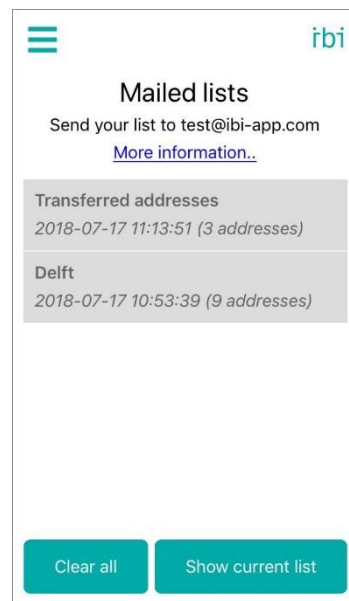 ibi
Mailed lists
Send your list to test@ibi-app.com
More information..
Transferred addresses
2018-07-17 11:13:51 (3 addresses)
Delft
2018-07-17 10:53:39 (9 addresses)
Clear all
Show current list